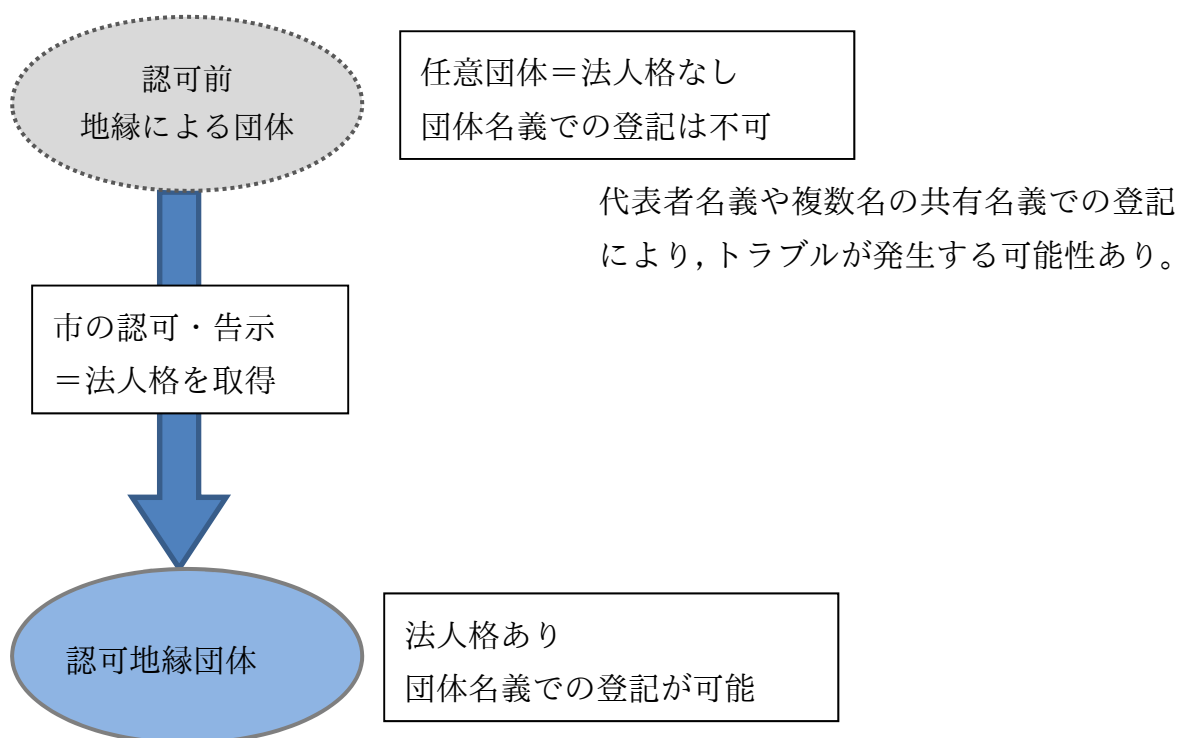 認可前
地縁による団体
任意団体＝法人格なし
団体名義での登記は不可
代表者名義や複数名の共有名義での登記
により,トラブルが発生する可能性あり。
市の認可・告示
＝法人格を取得
認可地縁団体
法人格あり
団体名義での登記が可能